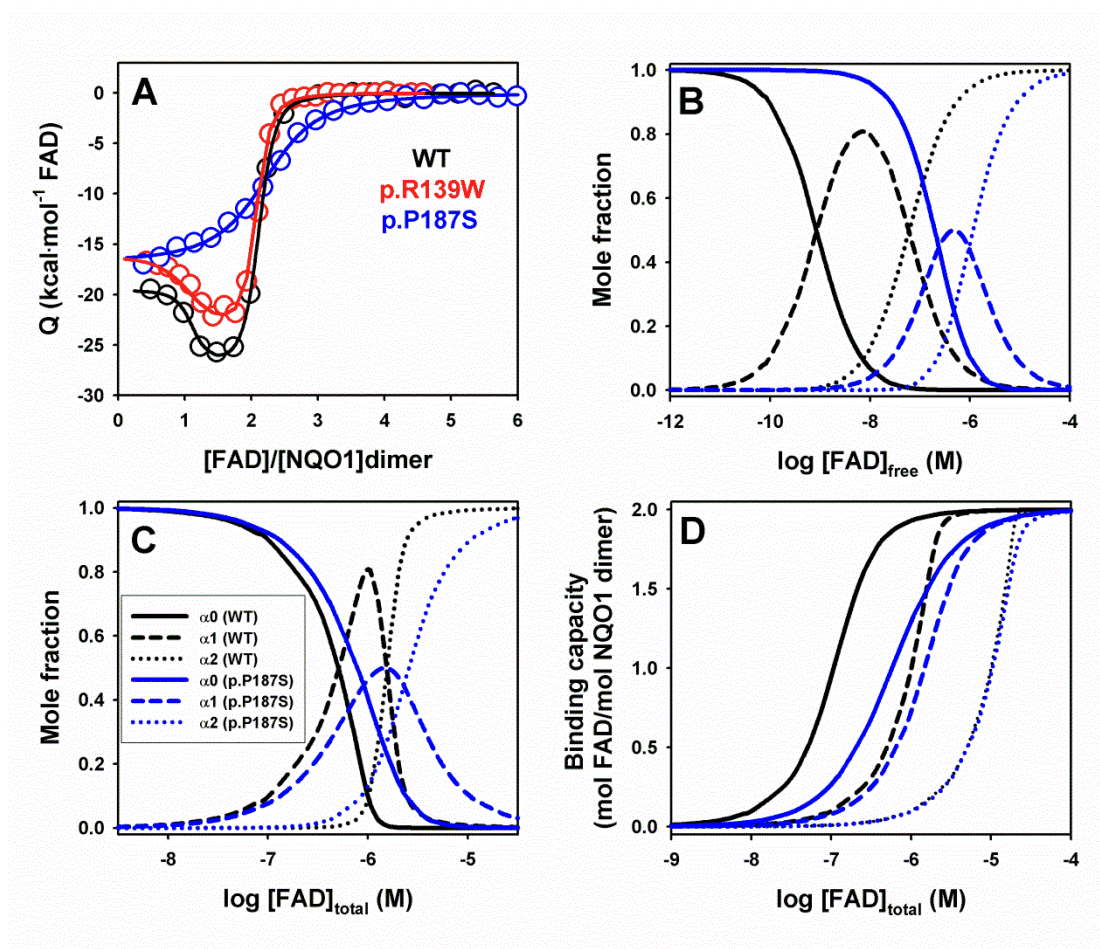 A
0
-5
-10
-15
-20
-25
-30
Q (kcal·mol⁻¹ FAD)
WT
p.R139W
p.P187S
0 1 2 3 4 5 6
[FAD]/[NQO1]dimer
B
1.0
0.8
0.6
0.4
0.2
0.0
Mole fraction
-12 -10 -8 -6 -4
log [FAD]free (M)
C
1.0
0.8
0.6
0.4
0.2
0.0
Mole fraction
α0 (WT)
α1 (WT)
α2 (WT)
α0 (p.P187S)
α1 (p.P187S)
α2 (p.P187S)
-8 -7 -6 -5
log [FAD]total (M)
D
2.0
1.5
1.0
0.5
0.0
Binding capacity
(mol FAD/mol NQO1 dimer)
-9 -8 -7 -6 -5 -4
log [FAD]total (M)